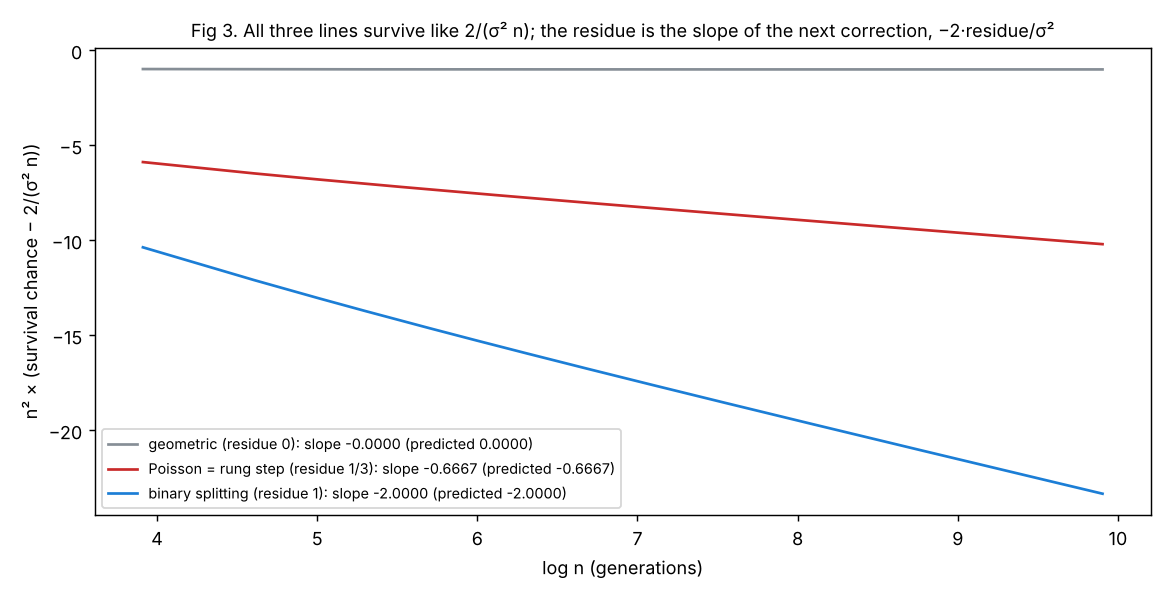 Fig 3. All three lines survive like 2/(σ² n); the residue is the slope of the next correction, −2·residue/σ²
0
−5
−10
−15
−20
n² × (survival chance − 2/(σ² n))
geometric (residue 0): slope -0.0000 (predicted 0.0000)
Poisson = rung step (residue 1/3): slope -0.6667 (predicted -0.6667)
binary splitting (residue 1): slope -2.0000 (predicted -2.0000)
4 5 6 7 8 9 10
log n (generations)